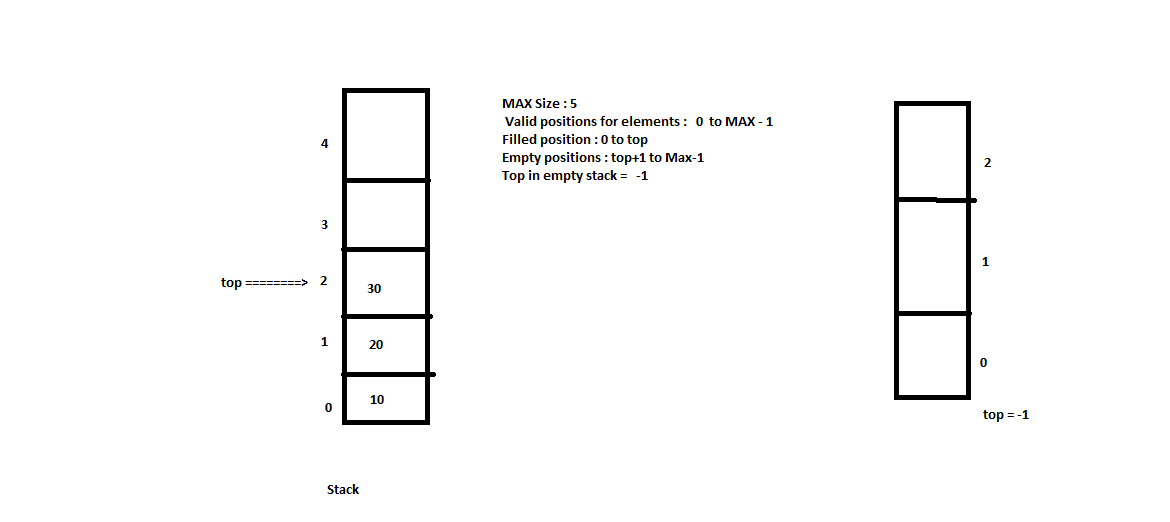 4
3
top ========> 2
30
1
20
0
10
Stack
MAX Size : 5
Valid positions for elements : 0 to MAX - 1
Filled position : 0 to top
Empty positions : top+1 to Max-1
Top in empty stack = -1
2
1
0
top = -1